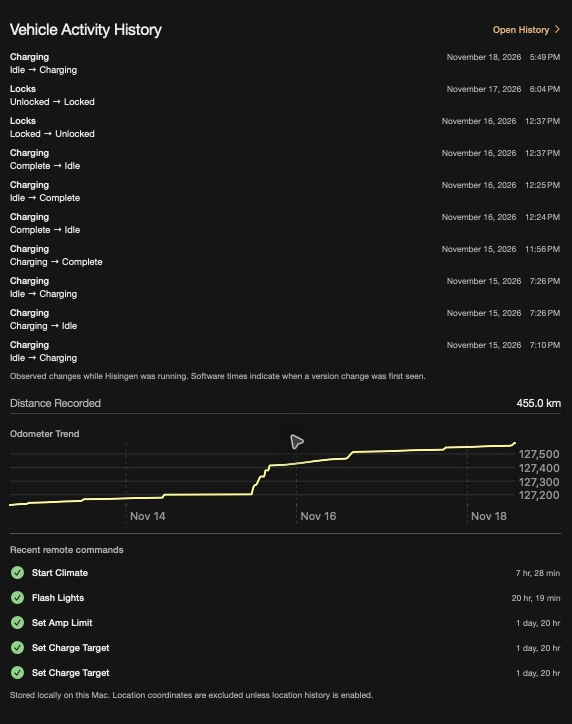 Vehicle Activity History
Open History >
Charging
November 18, 2026 5:49 PM
Idle → Charging
Locks
November 17, 2026 6:04 PM
Unlocked → Locked
Locks
November 16, 2026 12:37 PM
Locked → Unlocked
Charging
November 16, 2026 12:37 PM
Complete → Idle
Charging
November 16, 2026 12:25 PM
Idle → Complete
Charging
November 16, 2026 12:24 PM
Complete → Idle
Charging
November 15, 2026 11:56 PM
Charging → Complete
Charging
November 15, 2026 7:26 PM
Idle → Charging
Charging
November 15, 2026 7:26 PM
Charging → Idle
Charging
November 15, 2026 7:10 PM
Idle → Charging
Observed changes while Hisingen was running. Software times indicate when a version change was first seen.
Distance Recorded
455.0 km
Odometer Trend
127,500
127,400
127,300
127,200
Nov 14
Nov 16
Nov 18
Recent remote commands
Start Climate
7 hr, 28 min
Flash Lights
20 hr, 19 min
Set Amp Limit
1 day, 20 hr
Set Charge Target
1 day, 20 hr
Set Charge Target
1 day, 20 hr
Stored locally on this Mac. Location coordinates are excluded unless location history is enabled.